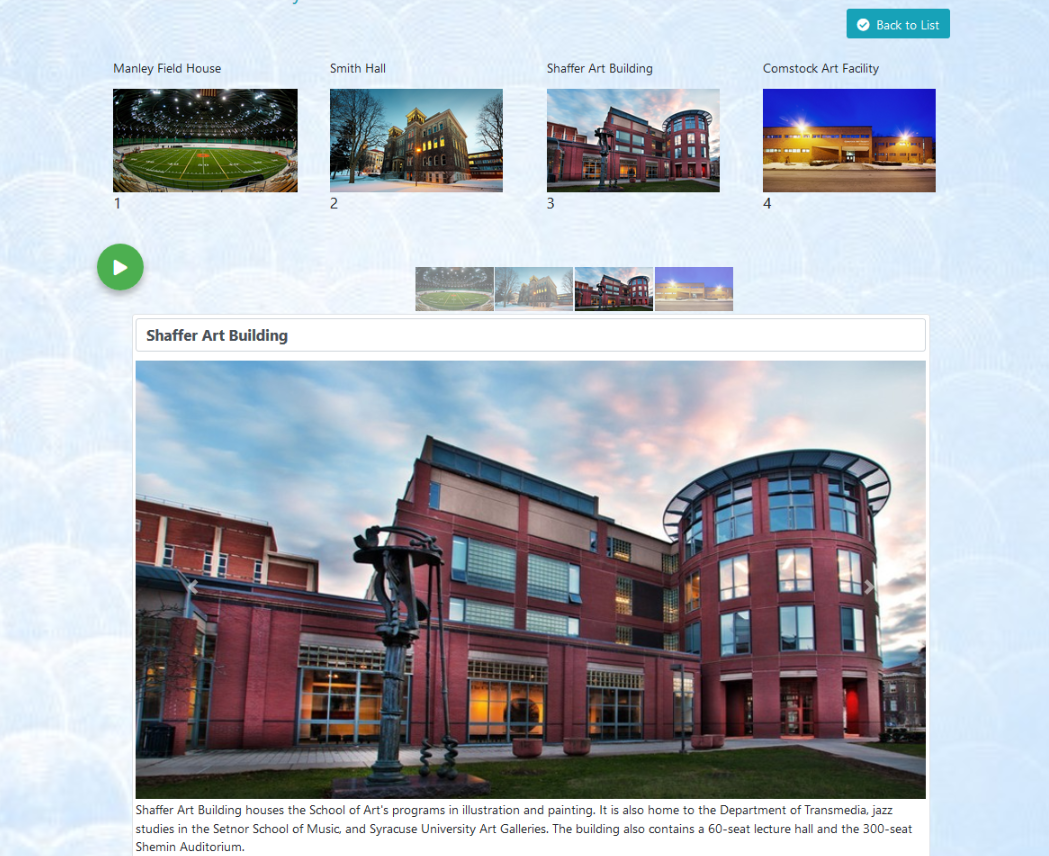 Back to List
Manley Field House
Smith Hall
Shaffer Art Building
Comstock Art Facility
1
2
3
4
Shaffer Art Building
Shaffer Art Building houses the School of Art's programs in illustration and painting. It is also home to the Department of Transmedia, jazz
studies in the Setnor School of Music, and Syracuse University Art Galleries. The building also contains a 60-seat lecture hall and the 300-seat
Shemin Auditorium.